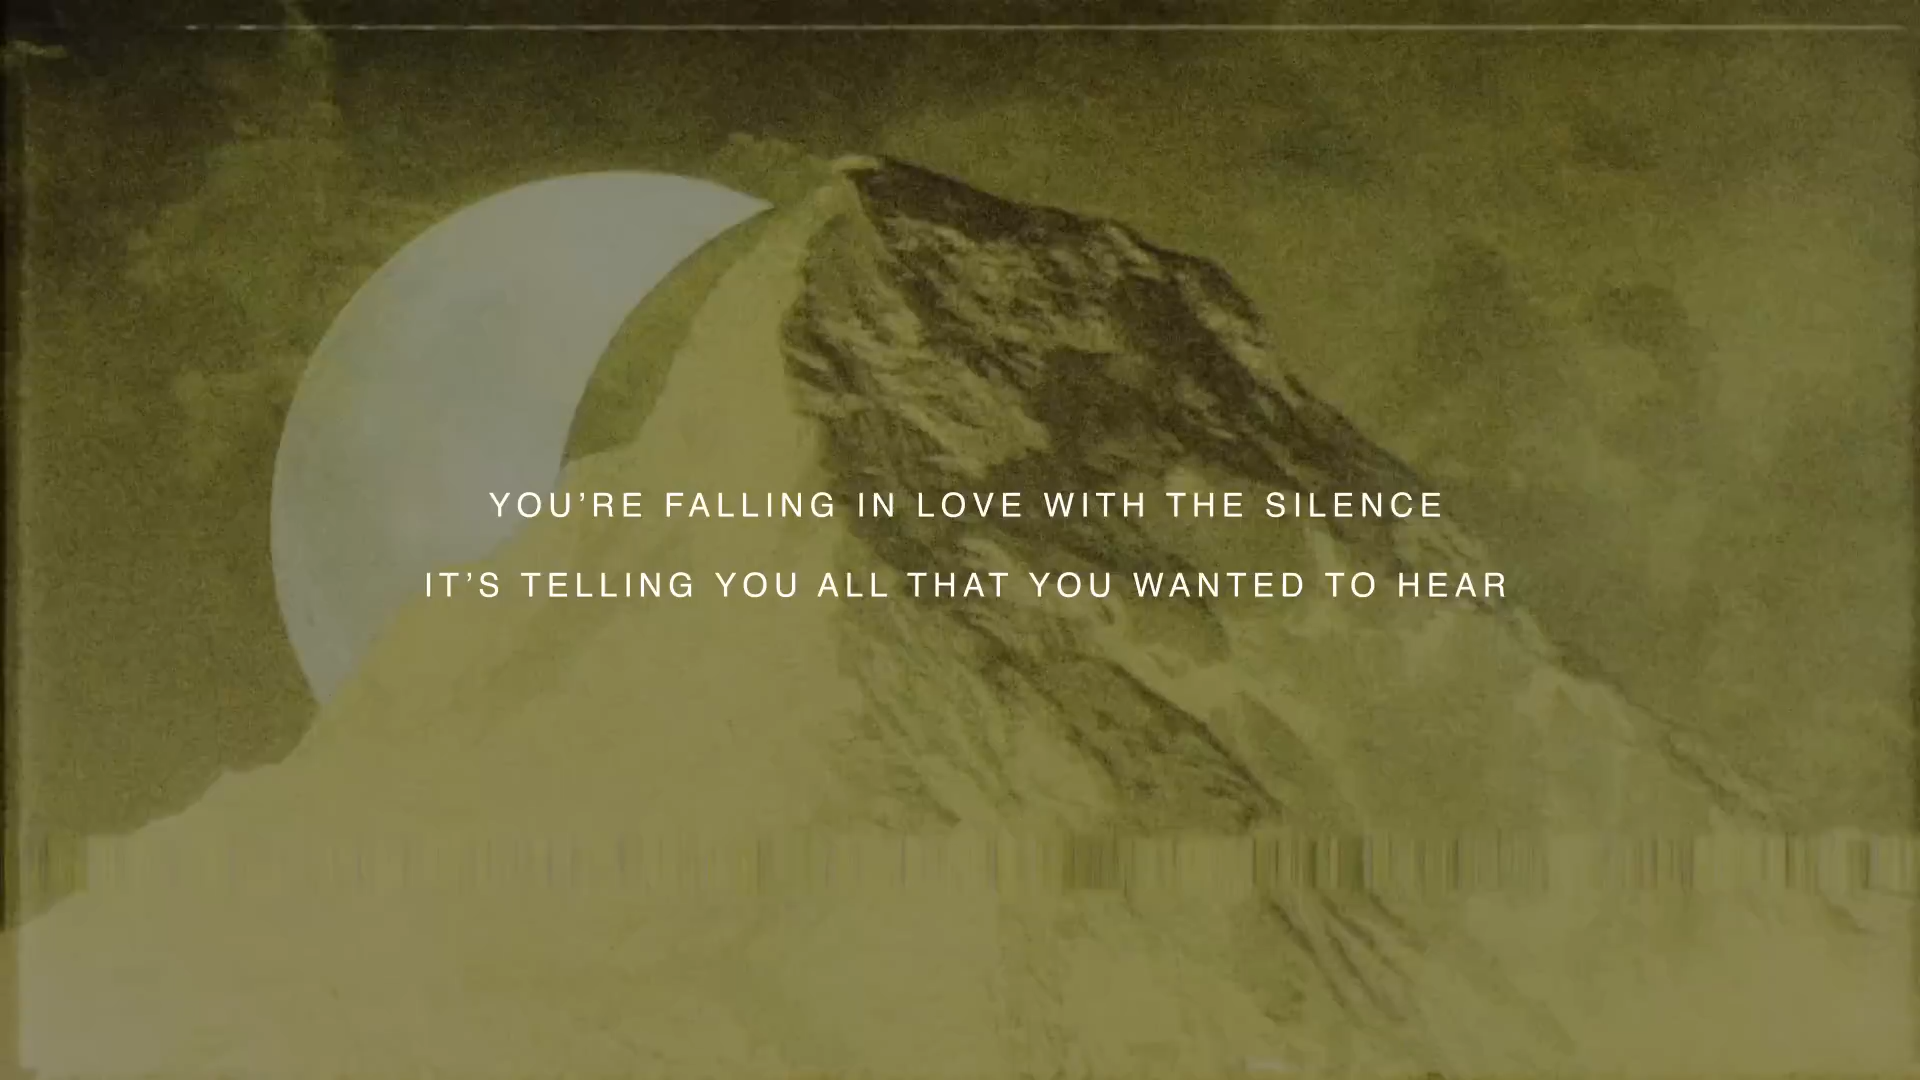 YOU’RE FALLING IN LOVE WITH THE SILENCE
IT’S TELLING YOU ALL THAT YOU WANTED TO HEAR